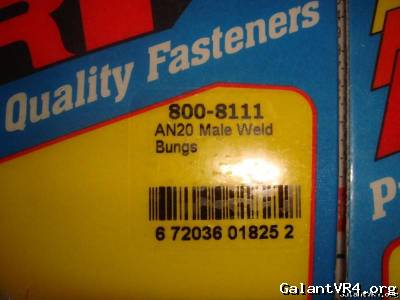 Quality Fasteners
800-8111
AN20 Male Weld
Bungs
6 72036 01825 2
GalantVR4.org